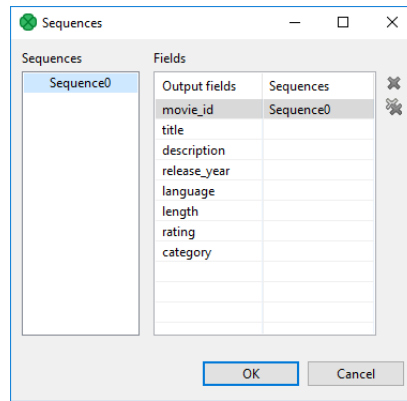 Sequences
Sequences
Fields
Sequence0
Output fields Sequences
movie_id Sequence0
title
description
release_year
language
length
rating
category
OK Cancel